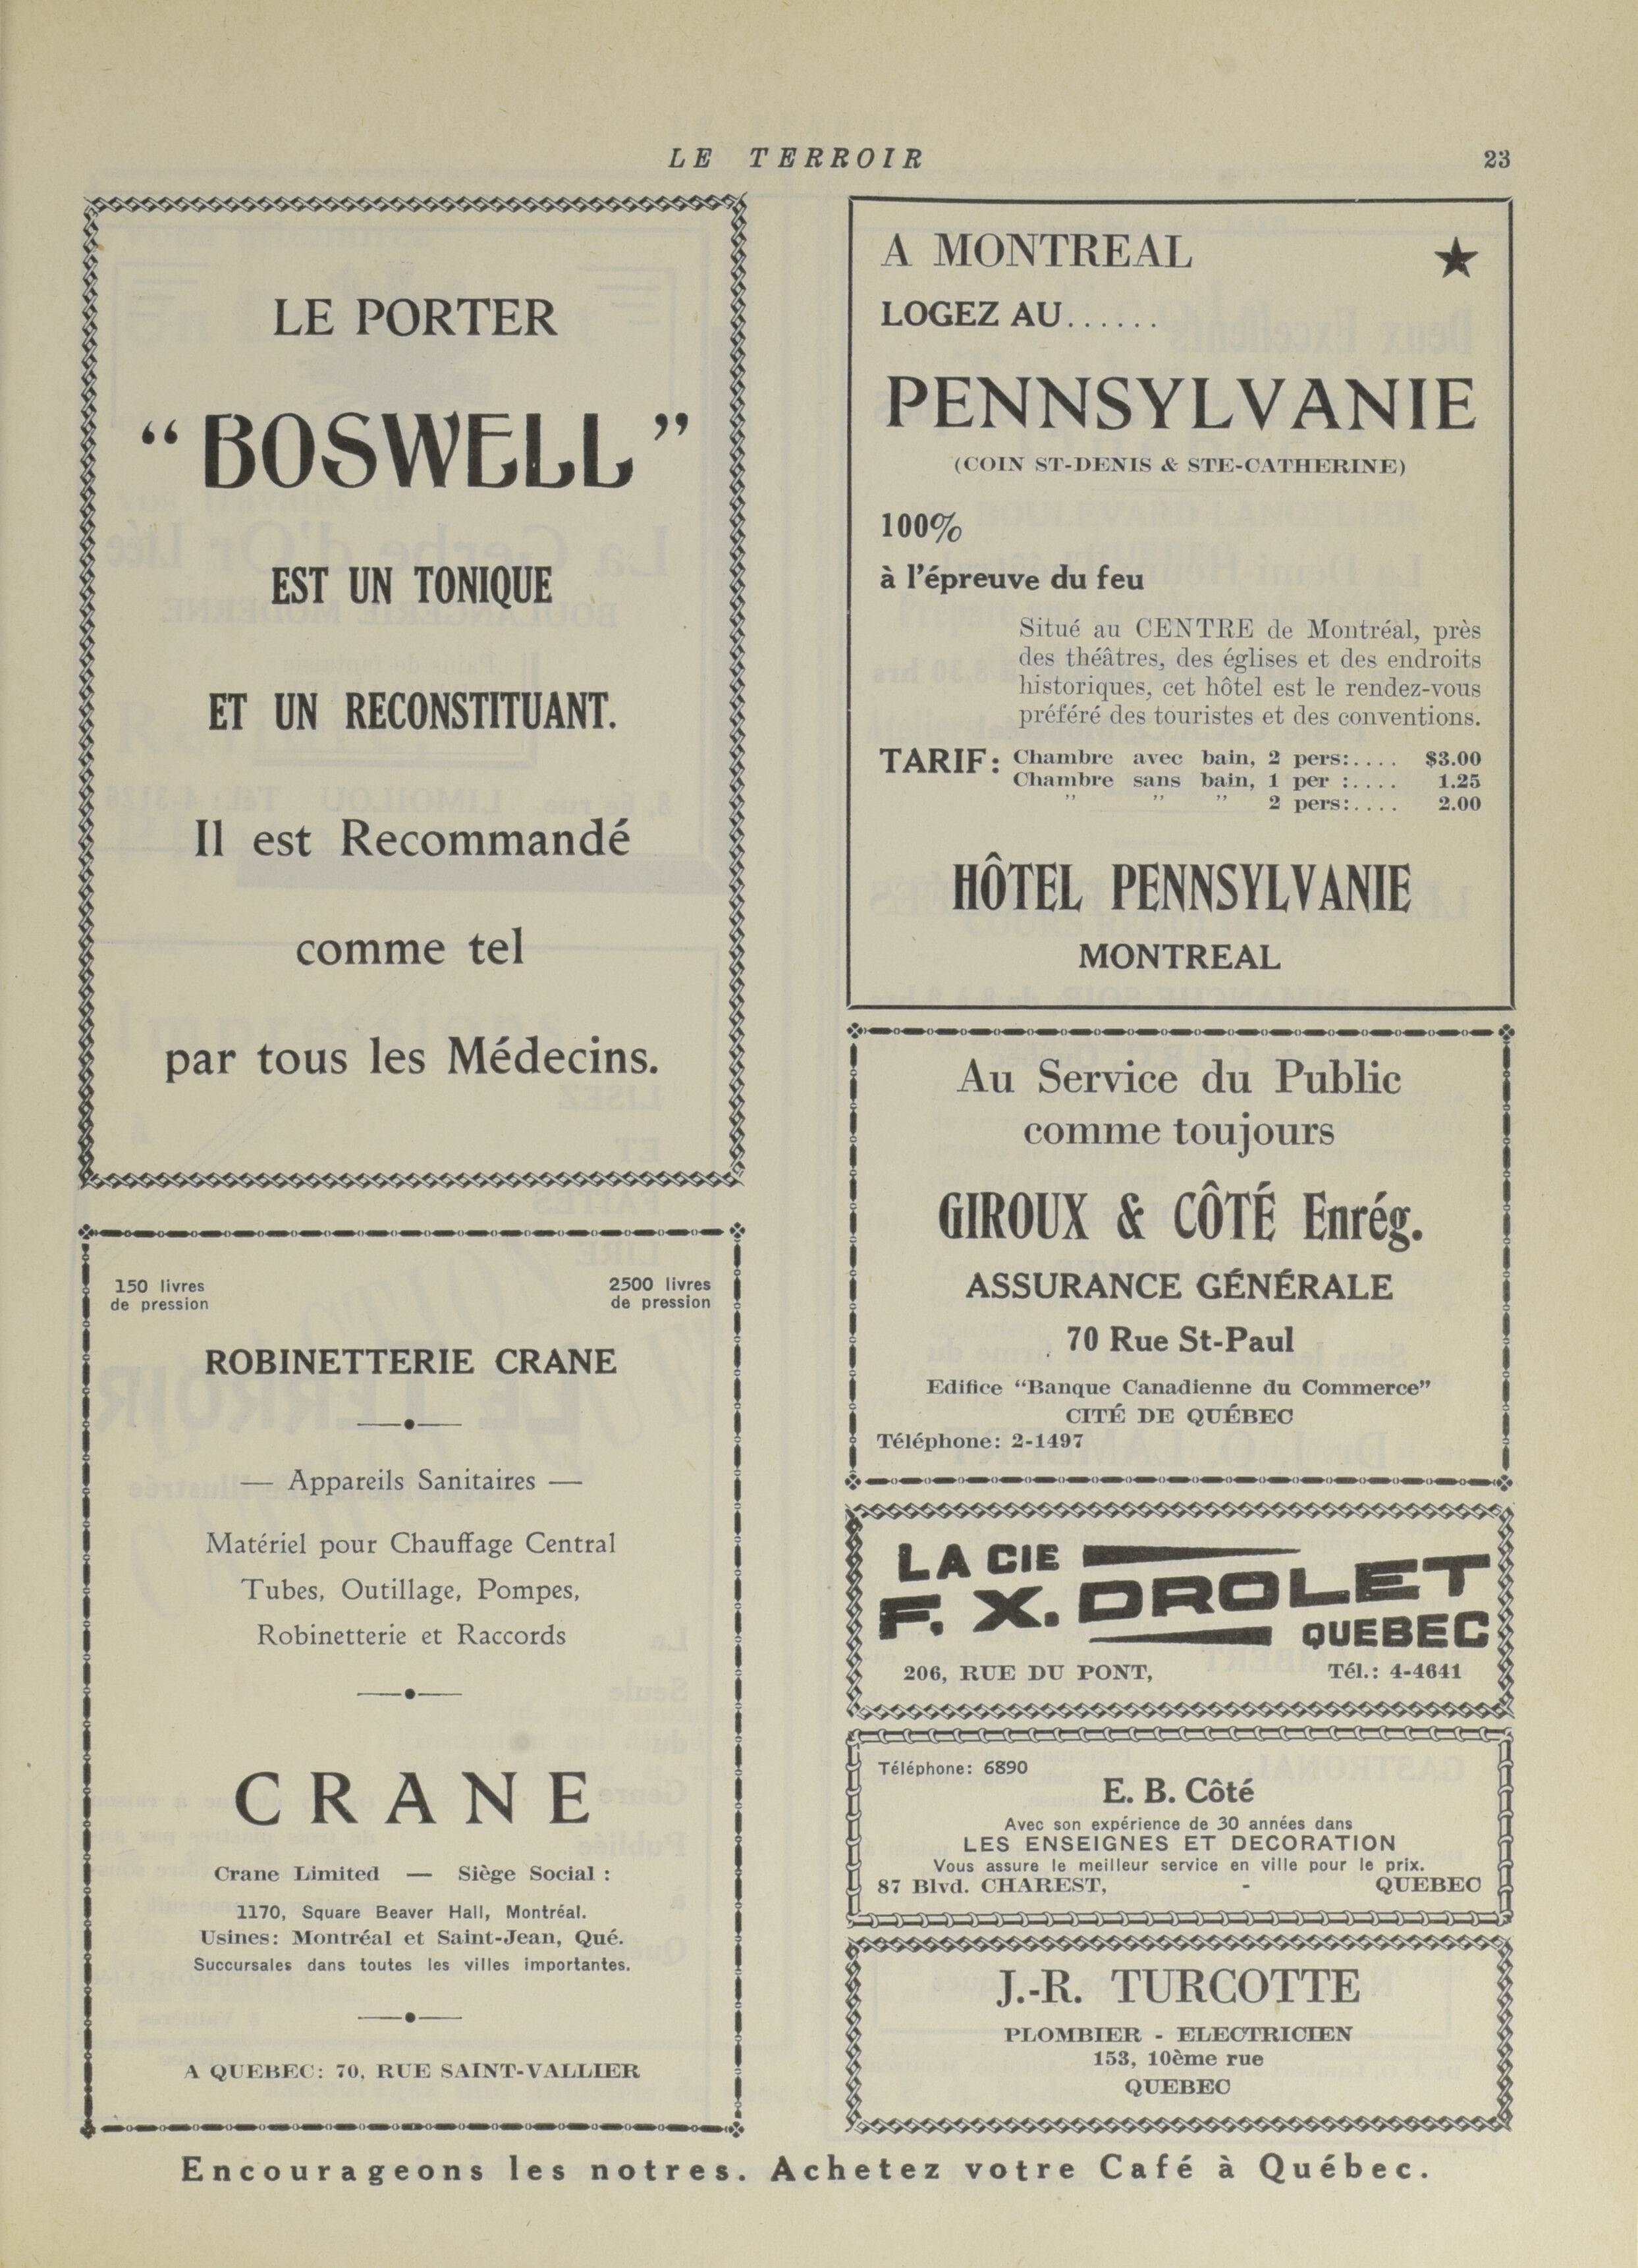 LE TERROIR
23
LE PORTER
“BOSWELL”
EST UN TONIQUE
ET UN RECONSTITUANT.
Il est Recommandé
comme tel
par tous les Médecins.
150 livres
de pression
2500 livres
de pression
ROBINETTERIE CRANE
— Appareils Sanitaires —
Matériel pour Chauffage Central
Tubes, Outillage, Pompes,
Robinetterie et Raccords
CRANE
Crane Limited — Siège Social :
1170, Square Beaver Hall, Montréal.
Usines: Montréal et Saint-Jean, Qué.
Succursales dans toutes les villes importantes.
A QUEBEC: 70, RUE SAINT-VALLIER
A MONTREAL
LOGEZ AU......
PENNSYLVANIE
(COIN ST-DENIS & STE-CATHERINE)
100%
à l'épreuve du feu
Situé au CENTRE de Montréal, près
des théâtres, des églises et des endroits
historiques, cet hôtel est le rendez-vous
préféré des touristes et des conventions.
TARIF: Chambre avec bain, 2 pers:.... $3.00
Chambre sans bain, 1 per :.... 1.25
” ” ” 2 pers:.... 2.00
HÔTEL PENNSYLVANIE
MONTREAL
Au Service du Public
comme toujours
GIROUX & CÔTÉ Enrég.
ASSURANCE GÉNÉRALE
70 Rue St-Paul
Edifice “Banque Canadienne du Commerce”
CITÉ DE QUÉBEC
Téléphone: 2-1497
LA CIE
F. X. DROLET
QUEBEC
206, RUE DU PONT, Tél.: 4-4641
Téléphone: 6890
E. B. Côté
Avec son expérience de 30 années dans
LES ENSEIGNES ET DECORATION
Vous assure le meilleur service en ville pour le prix.
87 Blvd. CHAREST, - QUEBEC
J.-R. TURCOTTE
PLOMBIER - ELECTRICIEN
153, 10ème rue
QUEBEC
Encourageons les notres. Achetez votre Café à Québec.